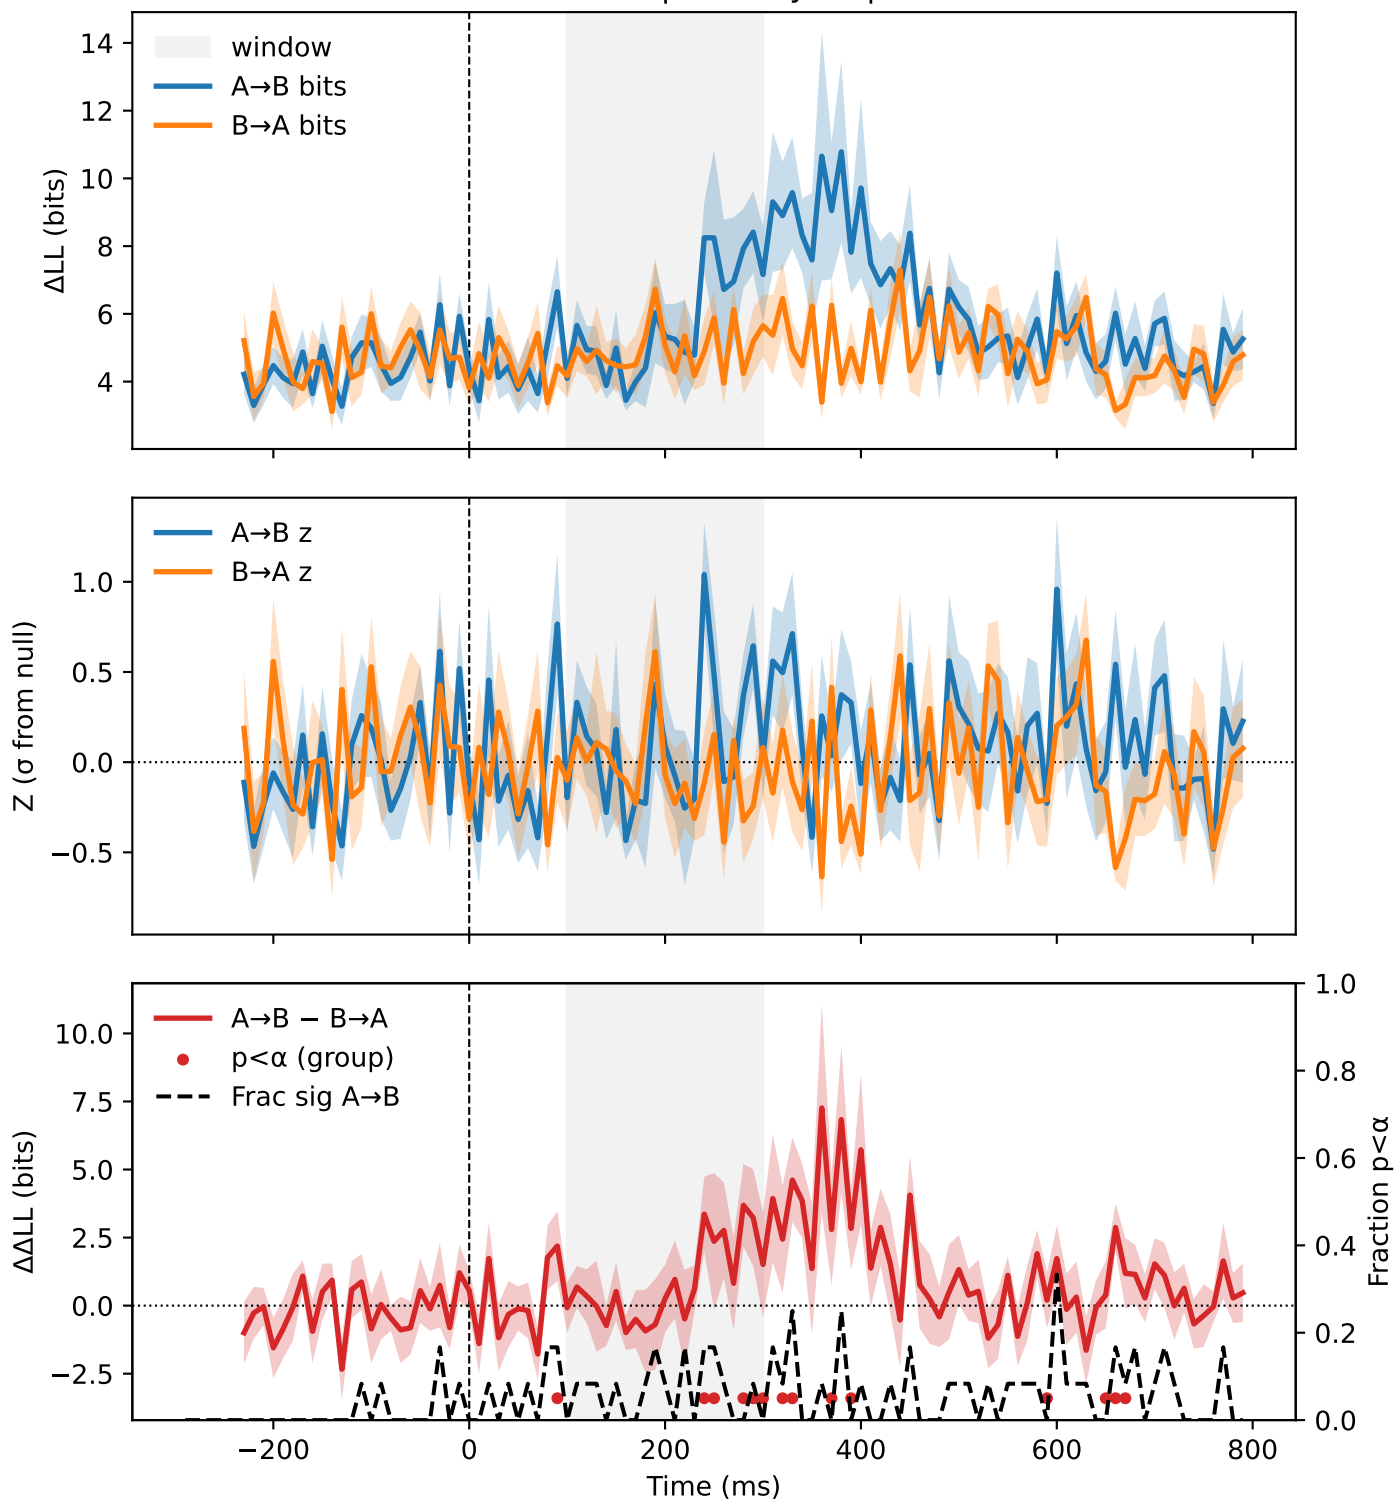 14
12
10
8
6
4
ΔLL (bits)
window
A→B bits
B→A bits
1.0
0.5
0.0
−0.5
Z (σ from null)
A→B z
B→A z
10.0
7.5
5.0
2.5
0.0
−2.5
ΔΔLL (bits)
A→B − B→A
p<α (group)
Frac sig A→B
1.0
0.8
0.6
0.4
0.2
0.0
Fraction p<α
−200
0
200
400
600
800
Time (ms)